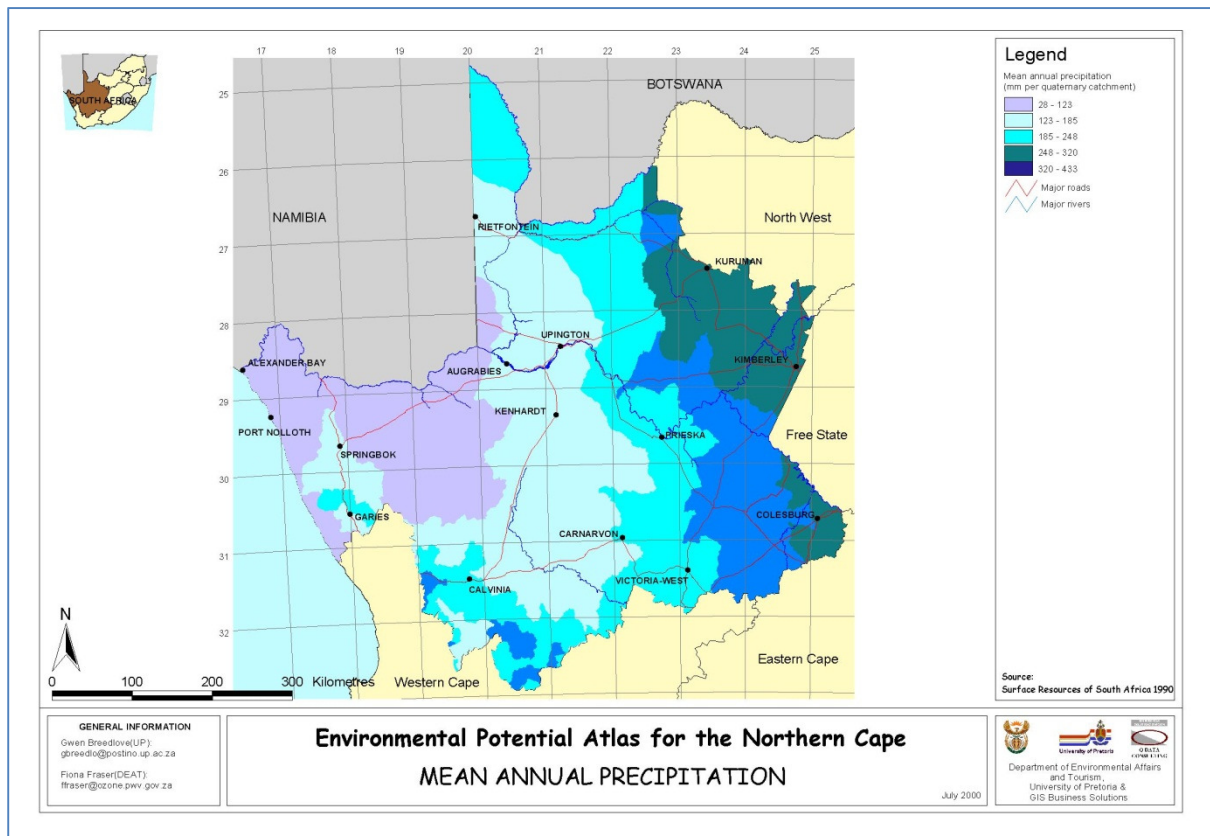 17 18 19 20 21 22 23 24 25
SOUTH AFRICA
25
26
27
28
29
30
31
32
BOTSWANA
NAMIBIA
North West
RIETFONTEIN
KURUMAN
UPINGTON
ALEXANDER-BAY
AUGRABIES
KIMBERLEY
KENHARDT
PORT NOLLOTH
SPRINGBOK
PRIESKA
Free State
GARIES
COLESBURG
CARNARVON
CALVINIA
VICTORIA-WEST
Eastern Cape
Western Cape
N
0 100 200 300 Kilometres
Legend
Mean annual precipitation
(mm per quaternary catchment)
28 - 123
123 - 185
185 - 248
248 - 320
320 - 433
Major roads
Major rivers
Source:
Surface Resources of South Africa 1990
GENERAL INFORMATION
Gwen Breedlove(UP):
gbreedlo@postino.up.ac.za
Fiona Fraser(DEAT):
ffraser@ozone.pwv.gov.za
Environmental Potential Atlas for the Northern Cape
MEAN ANNUAL PRECIPITATION
July 2000
University of Pretoria
Q DATA
CONSULTING
Department of Environmental Affairs
and Tourism,
University of Pretoria &
GIS Business Solutions